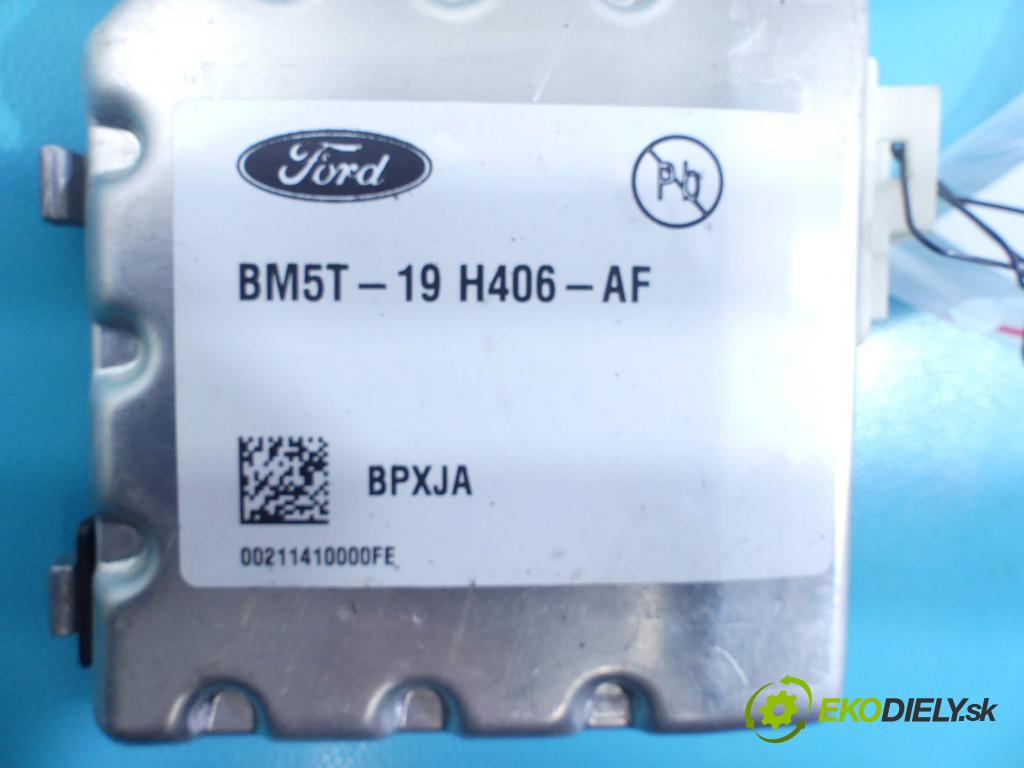 Ford
Pb
BM5T-19 H406-AF
BPXJA
00211410000FE
EKODIELY.sk